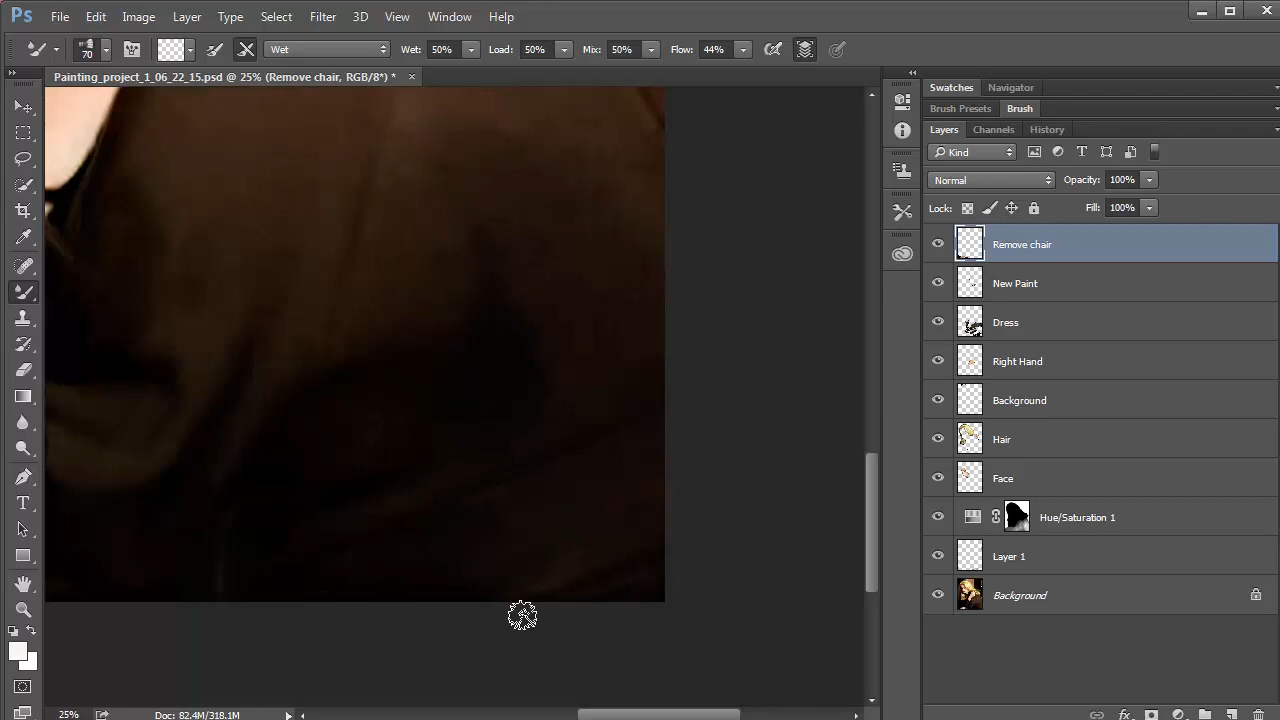 Ps File Edit Image Layer Type Select Filter 3D View Window Help
70 Wet Wet: 50% Load: 50% Mix: 50% Flow: 44%
Painting_project_1_06_22_15.psd @ 25% (Remove chair, RGB/8*) *
Swatches Navigator
Brush Presets Brush
Layers Channels History
Kind
Normal Opacity: 100%
Lock: Fill: 100%
Remove chair
New Paint
Dress
Right Hand
Background
Hair
Face
Hue/Saturation 1
Layer 1
Background
25% Doc: 82.4M/318.1M
fx